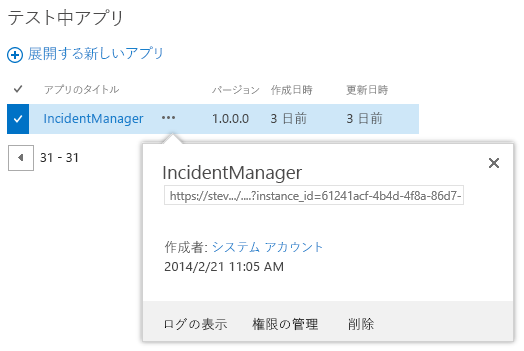 テスト中アプリ
展開する新しいアプリ
アプリのタイトル バージョン 作成日時 更新日時
IncidentManager ••• 1.0.0.0 3 日前 3 日前
31 - 31
IncidentManager
https://stev.../....?instance_id=61241acf-4b4d-4f8a-86d7-
作成者: システム アカウント
2014/2/21 11:05 AM
ログの表示 権限の管理 削除